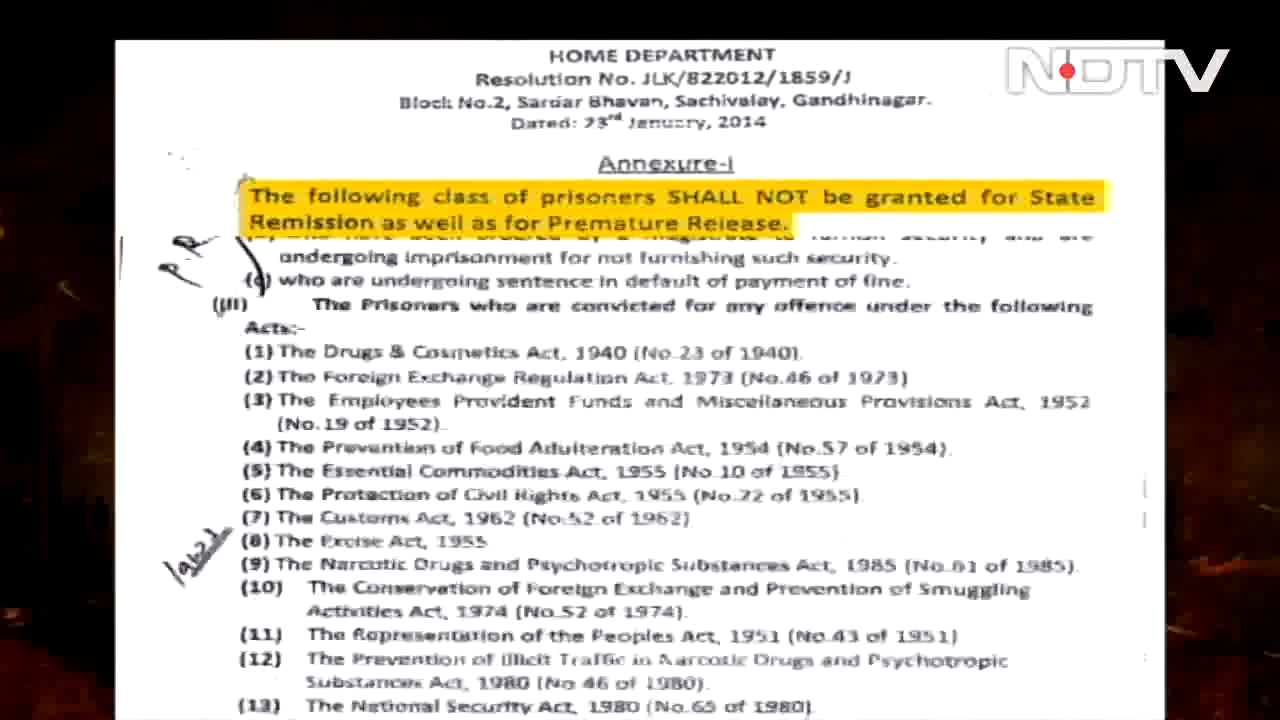 NDTV
HOME DEPARTMENT
Resolution No. JLK/822012/1859/J
Block No.2, Sardar Bhavan, Sachivalay, Gandhinagar.
Dated: 23rd January, 2014
Annexure-I
The following class of prisoners SHALL NOT be granted for State
Remission as well as for Premature Release.
P.R
undergoing imprisonment for not furnishing such security.
(c) who are undergoing sentence in default of payment of fine.
(III) The Prisoners who are convicted for any offence under the following
Acts:-
(1) The Drugs & Cosmetics Act, 1940 (No.23 of 1940).
(2) The Foreign Exchange Regulation Act, 1973 (No.46 of 1973)
(3) The Employees Provident Funds and Miscellaneous Provisions Act, 1952
(No.19 of 1952).
(4) The Prevention of Food Adulteration Act, 1954 (No.57 of 1954).
(5) The Essential Commodities Act, 1955 (No.10 of 1955).
(6) The Protection of Civil Rights Act, 1955 (No.22 of 1955).
(7) The Customs Act, 1962 (No.52 of 1962)
(8) The Excise Act, 1955
(9) The Narcotic Drugs and Psychotropic Substances Act, 1985 (No.61 of 1985).
(10) The Conservation of Foreign Exchange and Prevention of Smuggling
Activities Act, 1974 (No.52 of 1974).
(11) The Representation of the Peoples Act, 1951 (No.43 of 1951)
(12) The Prevention of Illicit Traffic in Narcotic Drugs and Psychotropic
Substances Act, 1980 (No.46 of 1980).
(13) The National Security Act, 1980 (No.65 of 1980).